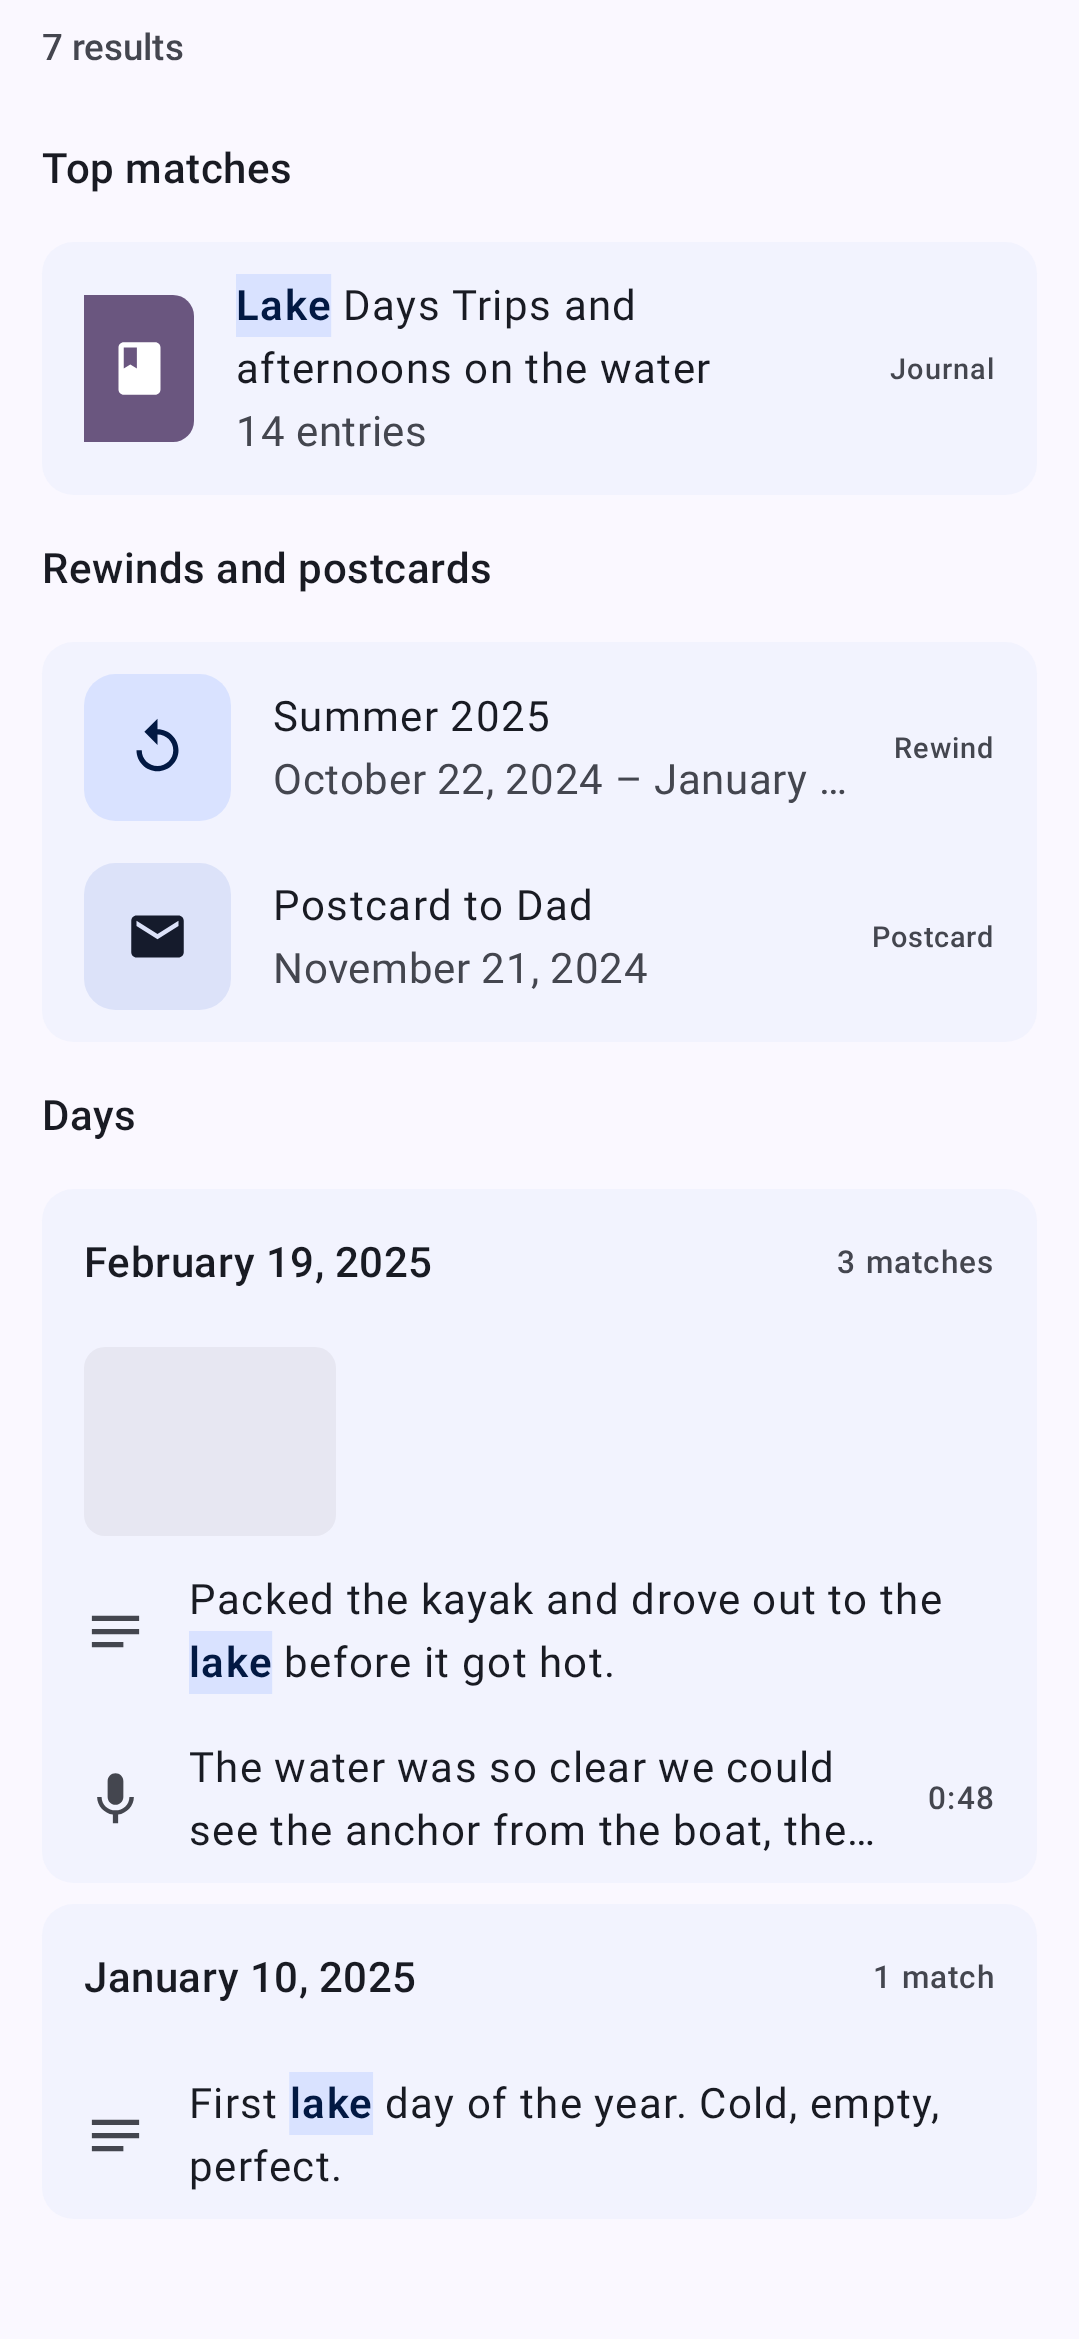 7 results
Top matches
Lake Days Trips and
afternoons on the water
14 entries
Journal
Rewinds and postcards
Summer 2025
October 22, 2024 – January …
Rewind
Postcard to Dad
November 21, 2024
Postcard
Days
February 19, 2025
3 matches
Packed the kayak and drove out to the
lake before it got hot.
The water was so clear we could
see the anchor from the boat, the…
0:48
January 10, 2025
1 match
First lake day of the year. Cold, empty,
perfect.